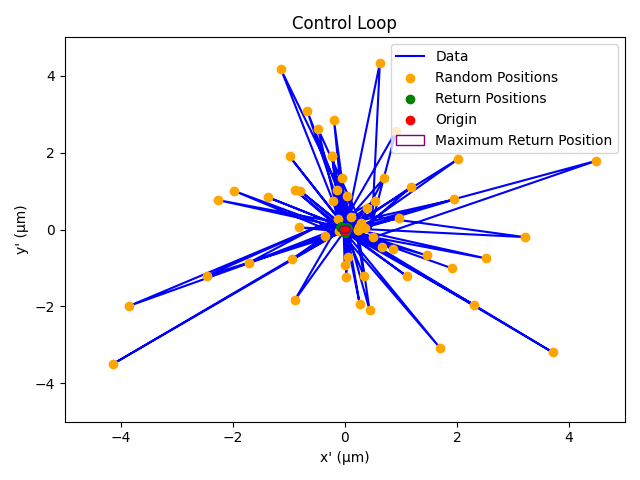 Control Loop
Data
Random Positions
Return Positions
Origin
Maximum Return Position
y' (μm)
4
2
0
−2
−4
−4
−2
0
2
4
x' (μm)